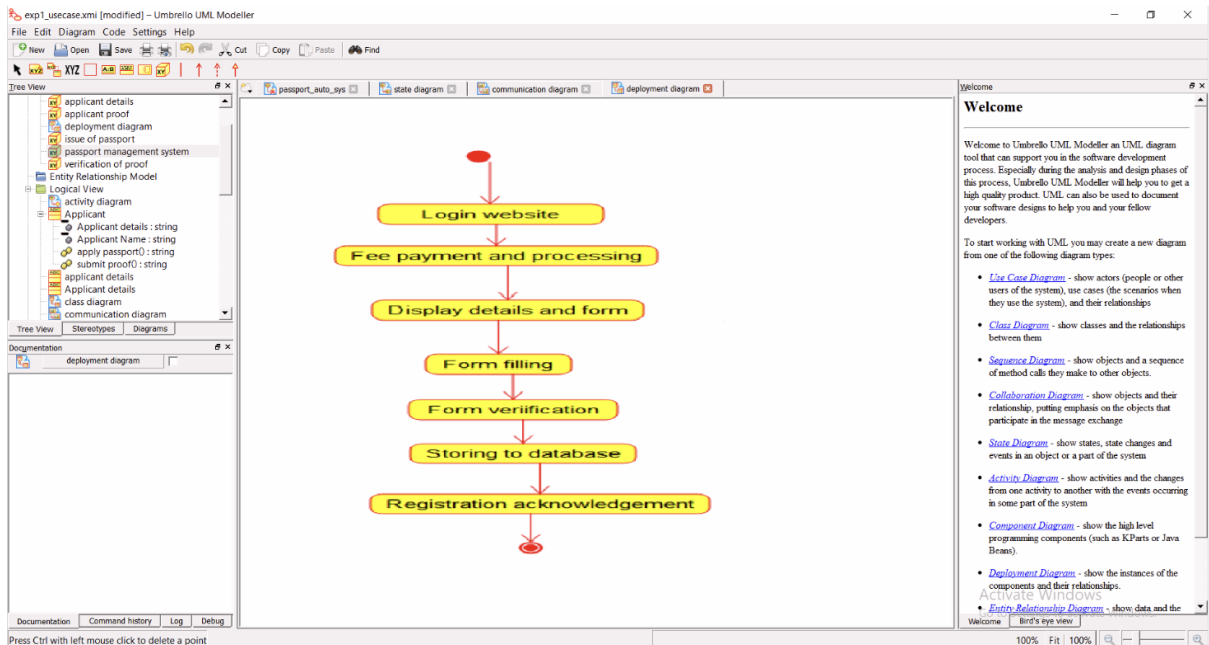 exp1_usecase.xmi [modified] – Umbrello UML Modeller
File Edit Diagram Code Settings Help
New Open Save Cut Copy Paste Find
XYZ
Tree View
applicant details
applicant proof
deployment diagram
issue of passport
passport management system
verification of proof
Entity Relationship Model
Logical View
activity diagram
Applicant
Applicant details : string
Applicant Name : string
apply passport() : string
submit proof() : string
applicant details
Applicant details
class diagram
communication diagram
Tree View Stereotypes Diagrams
Documentation
deployment diagram
Documentation Command history Log Debug
Press Ctrl with left mouse click to delete a point
passport_auto_sys state diagram communication diagram deployment diagram
Login website
Fee payment and processing
Display details and form
Form filling
Form veriification
Storing to database
Registration acknowledgement
Welcome
Welcome
Welcome to Umbrello UML Modeller an UML diagram
tool that can support you in the software development
process. Especially during the analysis and design phases of
this process, Umbrello UML Modeller will help you to get a
high quality product. UML can also be used to document
your software designs to help you and your fellow
developers.
To start working with UML you may create a new diagram
from one of the following diagram types:
• Use Case Diagram - show actors (people or other
users of the system), use cases (the scenarios when
they use the system), and their relationships
• Class Diagram - show classes and the relationships
between them
• Sequence Diagram - show objects and a sequence
of method calls they make to other objects.
• Collaboration Diagram - show objects and their
relationship, putting emphasis on the objects that
participate in the message exchange
• State Diagram - show states, state changes and
events in an object or a part of the system
• Activity Diagram - show activities and the changes
from one activity to another with the events occurring
in some part of the system
• Component Diagram - show the high level
programming components (such as KParts or Java
Beans).
• Deployment Diagram - show the instances of the
components and their relationships.
Activate Windows
• Entity Relationship Diagram - show data and the
Welcome Bird's eye view
100% Fit 100%